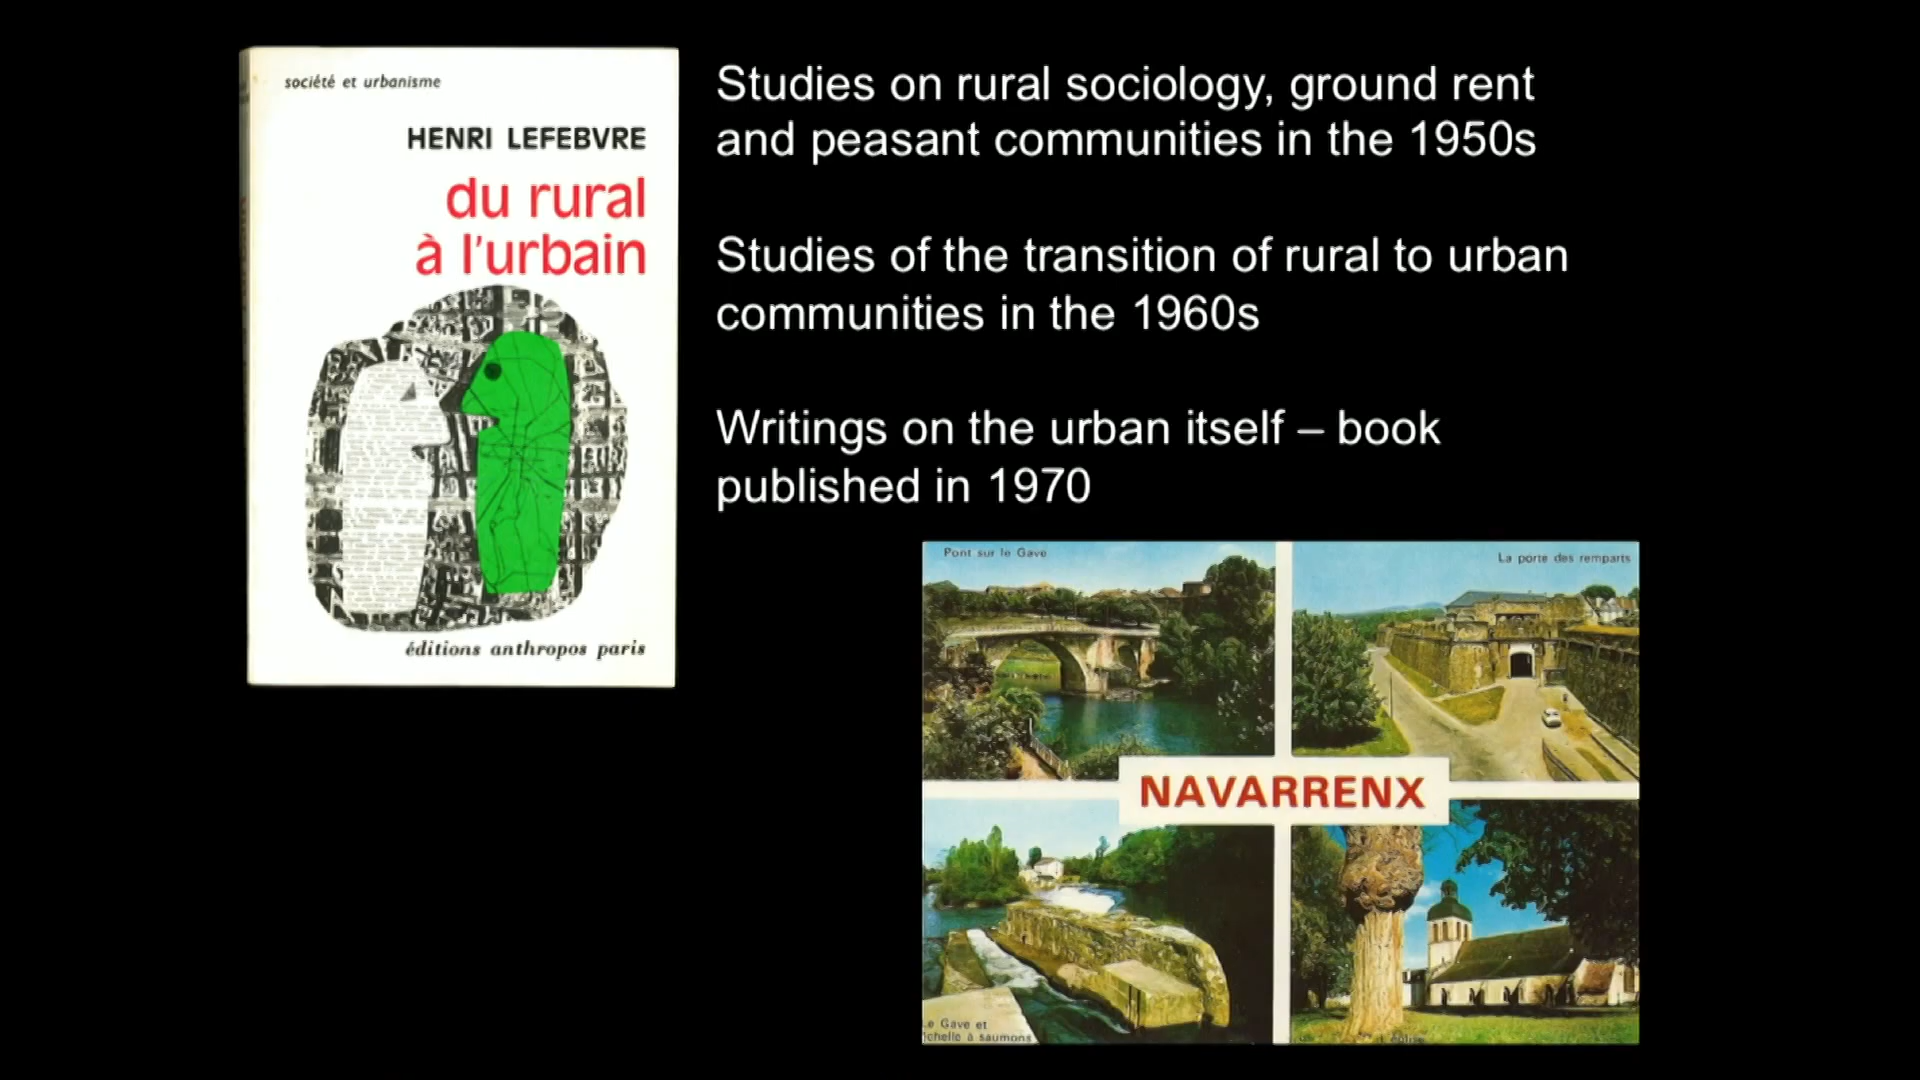 société et urbanisme
HENRI LEFEBVRE
du rural
à l'urbain
éditions anthropos paris
Studies on rural sociology, ground rent
and peasant communities in the 1950s
Studies of the transition of rural to urban
communities in the 1960s
Writings on the urban itself – book
published in 1970
Pont sur le Gave
La porte des remparts
NAVARRENX
Le Gave et
à saumons